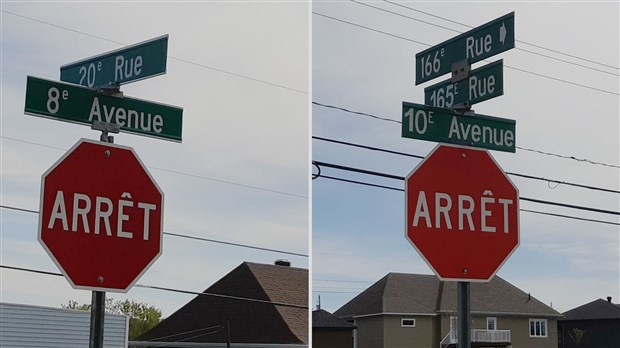 20e Rue
8e Avenue
ARRÊT
166e Rue
165e Rue
10E Avenue
ARRÊT